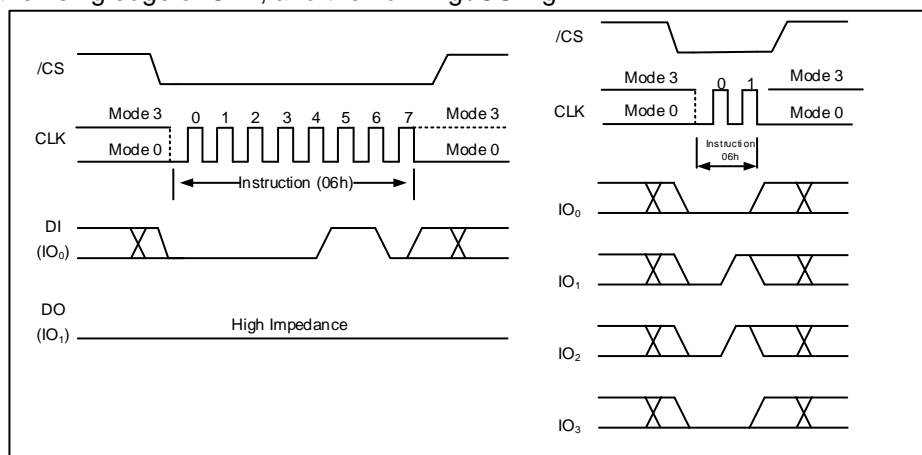 /CS
Mode 3 0 1 2 3 4 5 6 7 Mode 3
CLK
Mode 0 Mode 0
Instruction (06h)
DI
(IO0)
DO
(IO1)
High Impedance
/CS
Mode 3 0 1 Mode 3
CLK
Mode 0 Mode 0
Instruction
06h
IO0
IO1
IO2
IO3